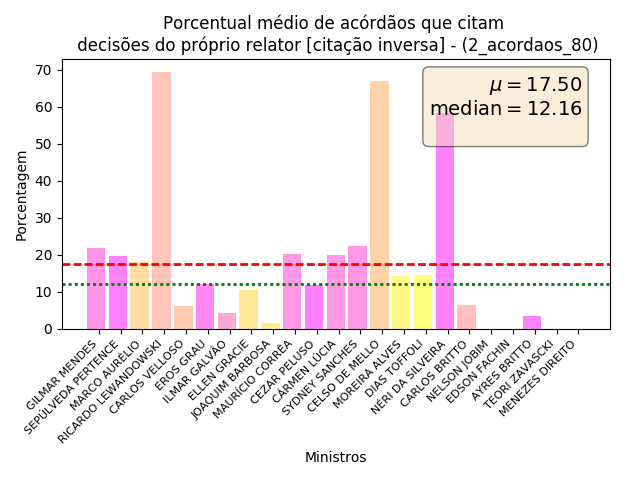 Porcentual médio de acórdãos que citam
decisões do próprio relator [citação inversa] - (2_acordaos_80)
μ = 17.50
median = 12.16
Porcentagem
70
60
50
40
30
20
10
0
GILMAR MENDES
SEPÚLVEDA PERTENCE
MARCO AURÉLIO
RICARDO LEWANDOWSKI
CARLOS VELLOSO
EROS GRAU
ILMAR GALVÃO
ELLEN GRACIE
JOAQUIM BARBOSA
MAURÍCIO CORRÊA
CEZAR PELUSO
CÁRMEN LÚCIA
SYDNEY SANCHES
CELSO DE MELLO
MOREIRA ALVES
DIAS TOFFOLI
NÉRI DA SILVEIRA
CARLOS BRITTO
NELSON JOBIM
EDSON FACHIN
AYRES BRITTO
TEORI ZAVASCKI
MENEZES DIREITO
Ministros